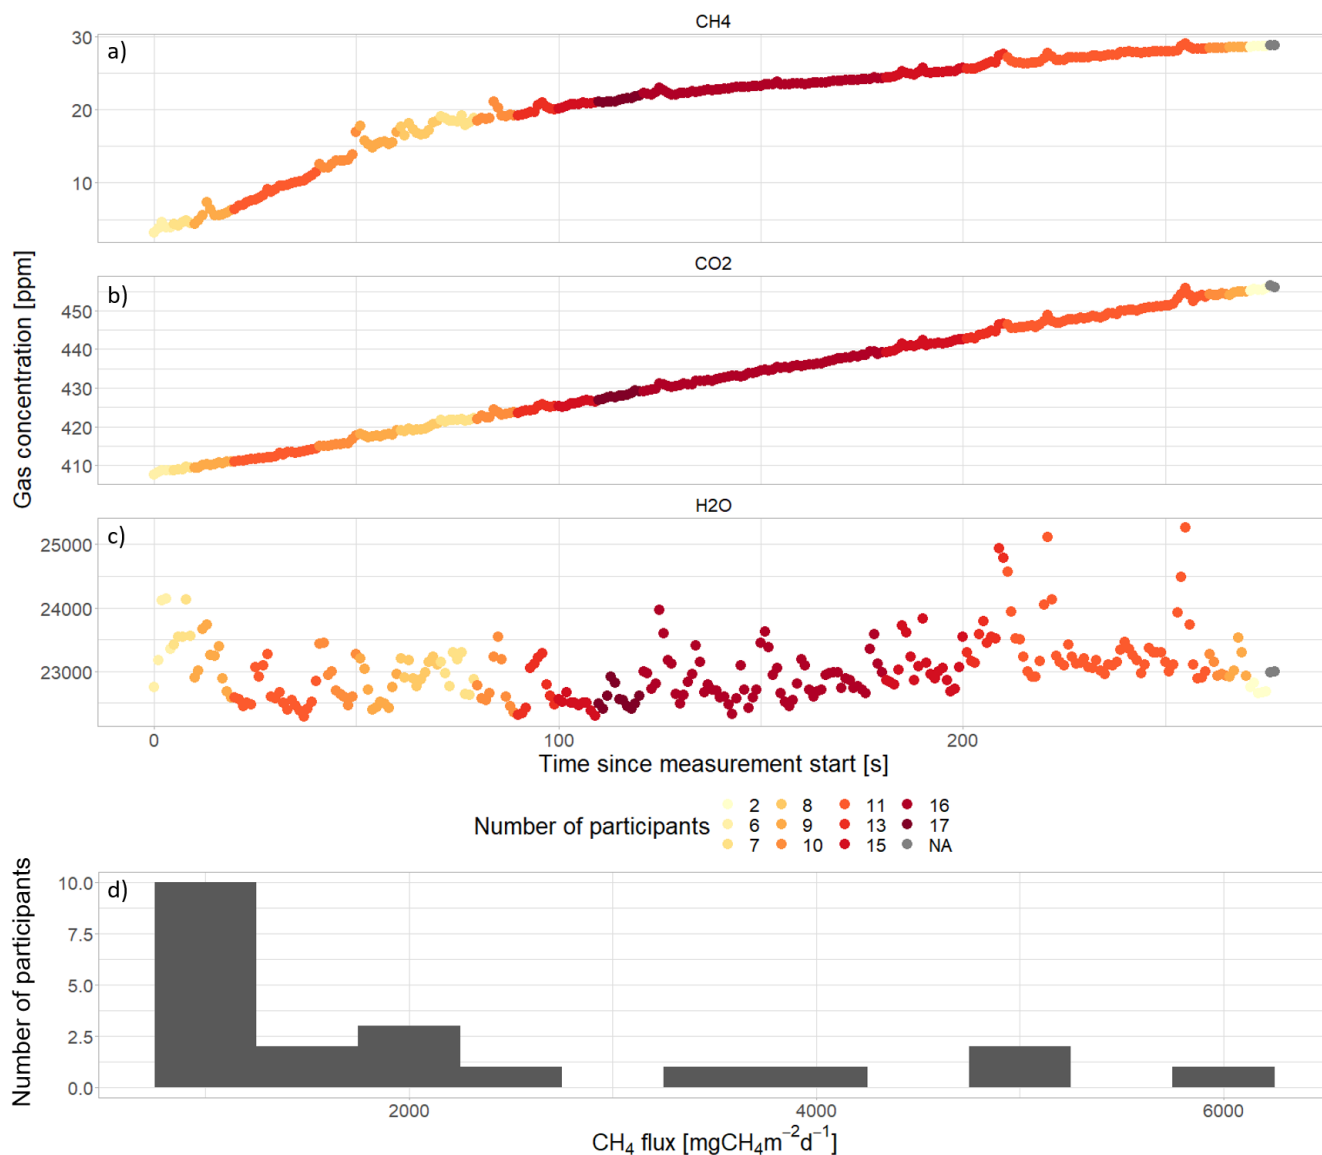 CH4
a)
30
20
10
CO2
b)
450
440
430
420
410
Gas concentration [ppm]
H2O
c)
25000
24000
23000
0 100 200
Time since measurement start [s]
Number of participants
2 8 11 16
6 9 13 17
7 10 15 NA
d)
Number of participants
10.0
7.5
5.0
2.5
0.0
2000 4000 6000
CH₄ flux [mgCH₄m⁻²d⁻¹]